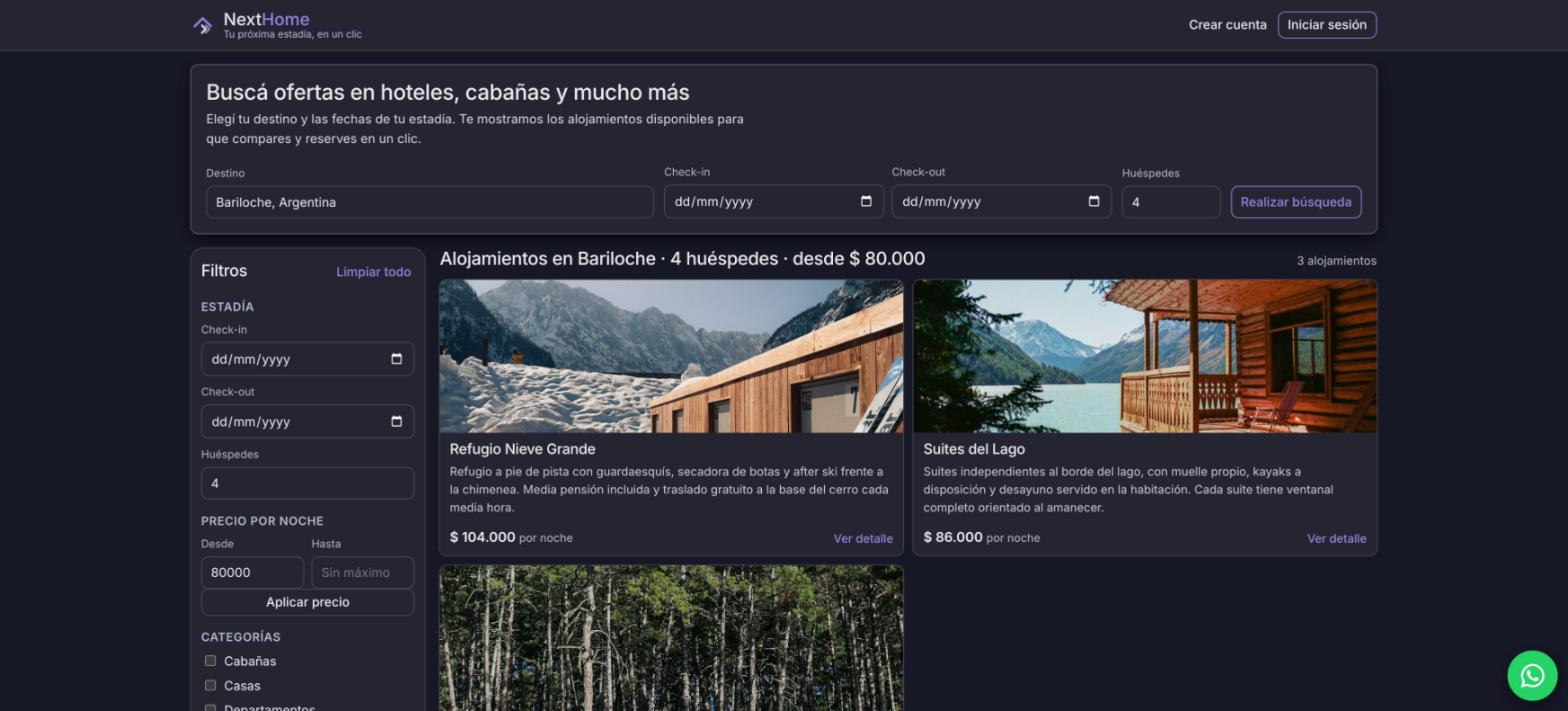 NextHome
Tu próxima estadía, en un clic
Crear cuenta
Iniciar sesión
Buscá ofertas en hoteles, cabañas y mucho más
Elegí tu destino y las fechas de tu estadía. Te mostramos los alojamientos disponibles para
que compares y reserves en un clic.
Destino
Check-in
Check-out
Huéspedes
Bariloche, Argentina
dd/mm/yyyy
dd/mm/yyyy
4
Realizar búsqueda
Filtros
Limpiar todo
ESTADÍA
Check-in
dd/mm/yyyy
Check-out
dd/mm/yyyy
Huéspedes
4
PRECIO POR NOCHE
Desde
Hasta
80000
Sin máximo
Aplicar precio
CATEGORÍAS
Cabañas
Casas
Departamentos
Alojamientos en Bariloche · 4 huéspedes · desde $ 80.000
3 alojamientos
Refugio Nieve Grande
Refugio a pie de pista con guardaesquís, secadora de botas y after ski frente a
la chimenea. Media pensión incluida y traslado gratuito a la base del cerro cada
media hora.
$ 104.000 por noche
Ver detalle
Suites del Lago
Suites independientes al borde del lago, con muelle propio, kayaks a
disposición y desayuno servido en la habitación. Cada suite tiene ventanal
completo orientado al amanecer.
$ 86.000 por noche
Ver detalle